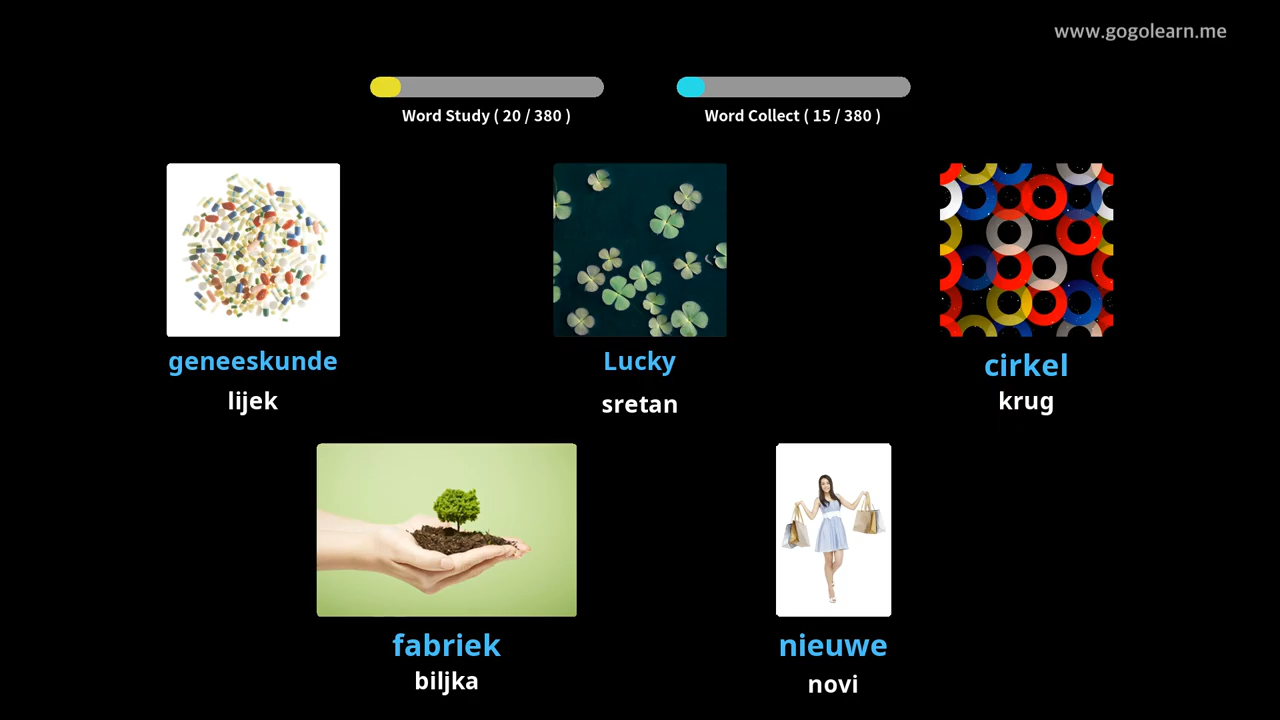 www.gogolearn.me
Word Study ( 20 / 380 )
Word Collect ( 15 / 380 )
geneeskunde
lijek
Lucky
sretan
cirkel
krug
fabriek
biljka
nieuwe
novi